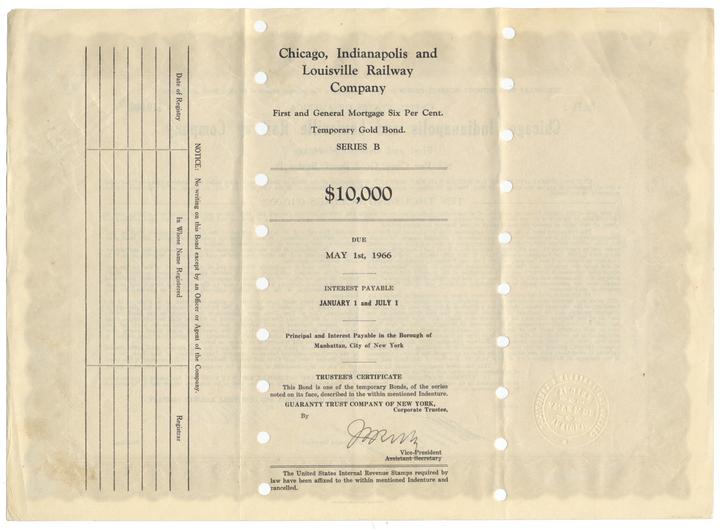 Date of Registry
In Whose Name Registered
Registrar
NOTICE: No writing on this Bond except by an Officer or Agent of the Company.
Chicago, Indianapolis and
Louisville Railway
Company
First and General Mortgage Six Per Cent.
Temporary Gold Bond.
SERIES B
$10,000
DUE
MAY 1st, 1966
INTEREST PAYABLE
JANUARY 1 and JULY 1
Principal and Interest Payable in the Borough of
Manhattan, City of New York
TRUSTEE'S CERTIFICATE
This Bond is one of the temporary Bonds, of the series
noted on its face, described in the within mentioned Indenture.
GUARANTY TRUST COMPANY OF NEW YORK,
Corporate Trustee,
By
Vice-President
Assistant Secretary
The United States Internal Revenue Stamps required by
law have been affixed to the within mentioned Indenture and
cancelled.